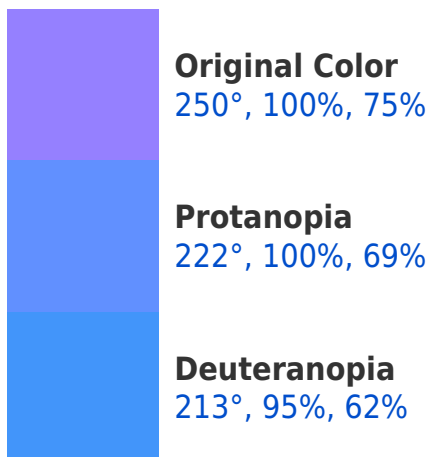 Original Color
250°, 100%, 75%
Protanopia
222°, 100%, 69%
Deuteranopia
213°, 95%, 62%